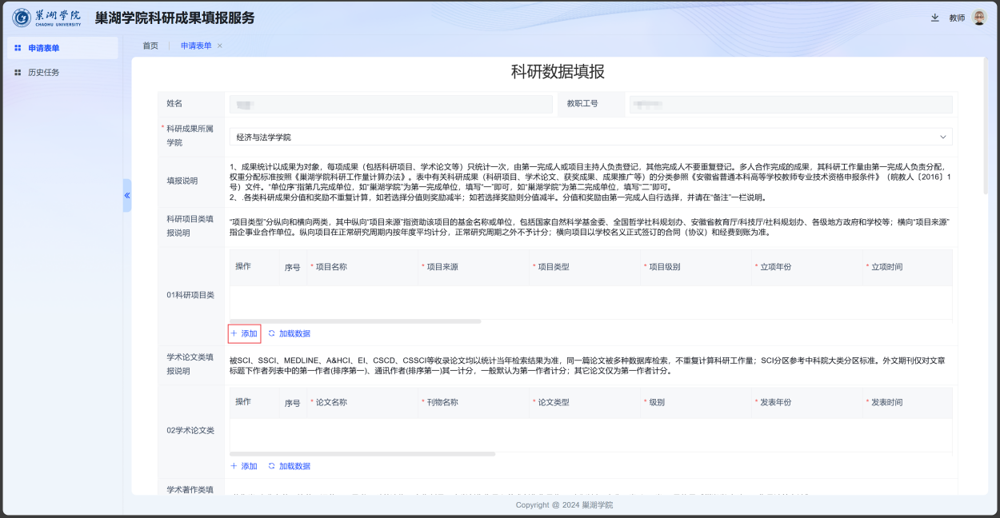 巢湖学院
CHAOHU UNIVERSITY
巢湖学院科研成果填报服务
教师
申请表单
历史任务
首页
申请表单 ×
科研数据填报
姓名
教职工号
* 科研成果所属
学院
经济与法学学院
填报说明
1、成果统计以成果为对象，每项成果（包括科研项目、学术论文等）只统计一次，由第一完成人或项目主持人负责登记，其他完成人不要重复登记。多人合作完成的成果，其科研工作量由第一完成人负责分配，
权重分配标准按照《巢湖学院科研工作量计算办法》。表中有关科研成果（科研项目、学术论文、获奖成果、成果推广等）的分类参照《安徽省普通本科高等学校教师专业技术资格申报条件》（皖教人〔2016〕1
号）文件。“单位序”指第几完成单位，如“巢湖学院”为第一完成单位，填写“一”即可，如“巢湖学院”为第二完成单位，填写“二”即可。
2、.各类科研成果分值和奖励不重复计算，如若选择分值则奖励减半；如若选择奖励则分值减半。分值和奖励由第一完成人自行选择，并请在“备注”一栏说明。
科研项目类填
报说明
“项目类型”分纵向和横向两类，其中纵向“项目来源”指资助该项目的基金名称或单位，包括国家自然科学基金委、全国哲学社科规划办、安徽省教育厅/科技厅/社科规划办、各级地方政府和学校等；横向“项目来源”
指企事业合作单位。纵向项目在正常研究周期内按年度平均计分，正常研究周期之外不予计分；横向项目以学校名义正式签订的合同（协议）和经费到账为准。
01科研项目类
操作 序号 * 项目名称 * 项目来源 * 项目类型 * 项目级别 * 立项年份 * 立项时间
+ 添加 加载数据
学术论文类填
报说明
被SCI、SSCI、MEDLINE、A&HCI、EI、CSCD、CSSCI等收录论文均以统计当年检索结果为准，同一篇论文被多种数据库检索，不重复计算科研工作量；SCI分区参考中科院大类分区标准。外文期刊仅对文章
标题下作者列表中的第一作者(排序第一)、通讯作者(排序第一)其一计分，一般默认为第一作者计分；其它论文仅为第一作者计分。
02学术论文类
操作 序号 * 论文名称 * 刊物名称 * 论文类型 * 级别 * 发表年份 * 发表时间
+ 添加 加载数据
学术著作类填
Copyright @ 2024 巢湖学院